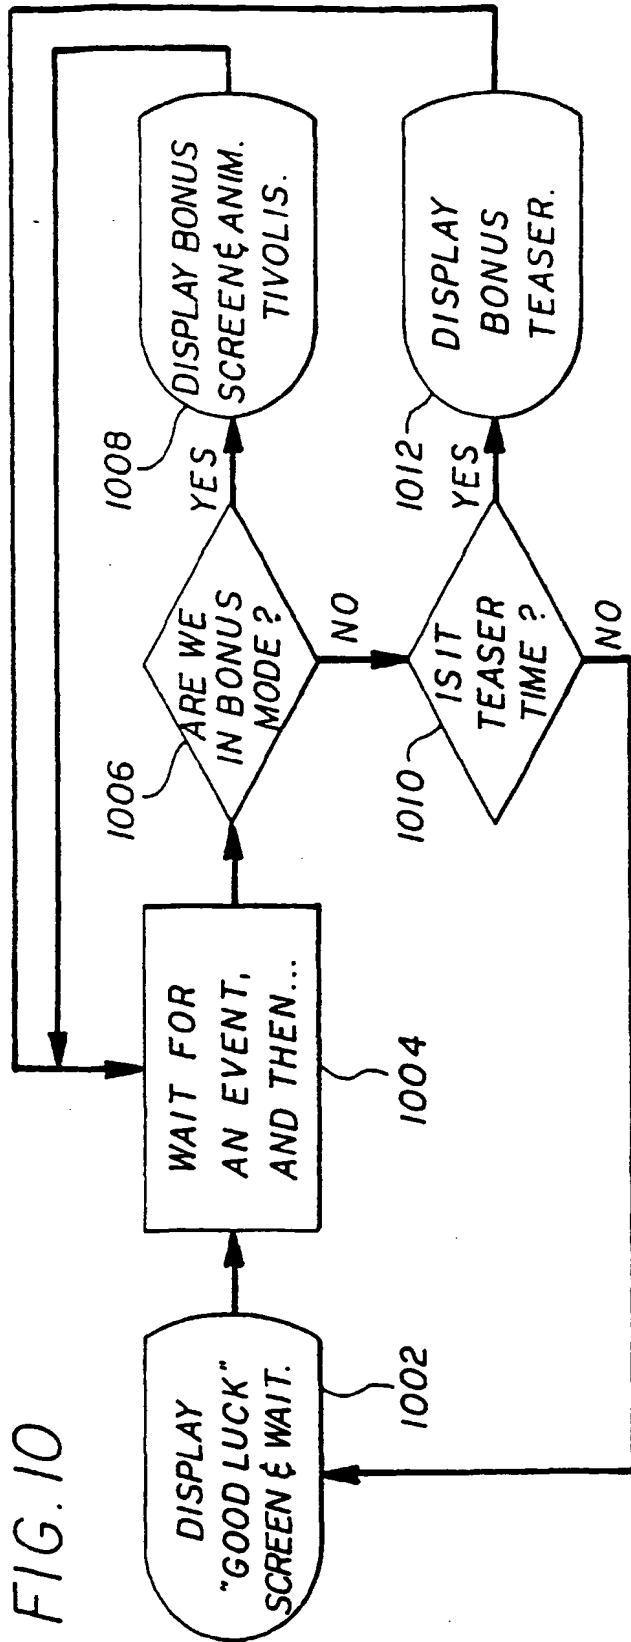 FIG. 10
DISPLAY
"GOOD LUCK"
SCREEN & WAIT.
1002
WAIT FOR
AN EVENT,
AND THEN...
1004
1006
ARE WE
IN BONUS
MODE?
YES
NO
1008
DISPLAY BONUS
SCREEN & ANIM.
TIVOLIS.
1010
IS IT
TEASER
TIME?
YES
NO
1012
DISPLAY
BONUS
TEASER.